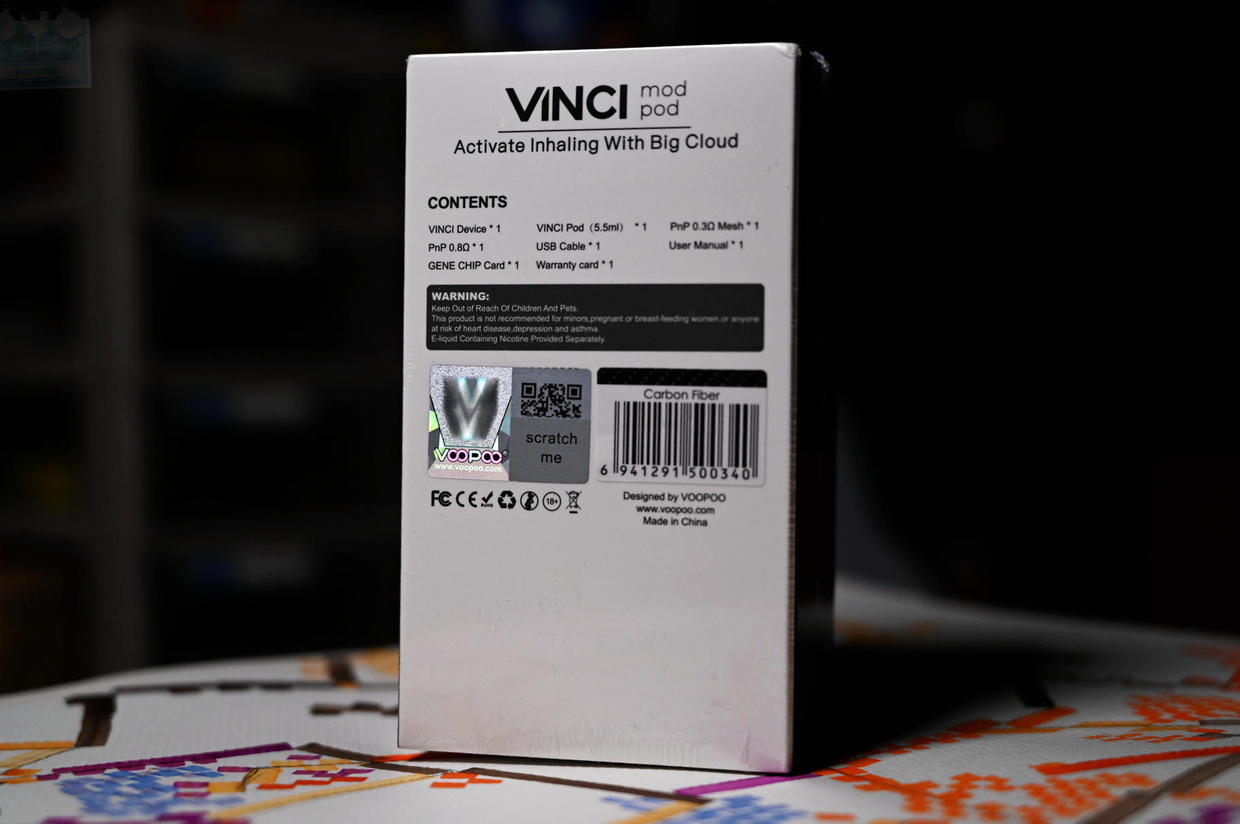 VINCI mod pod
Activate Inhaling With Big Cloud
CONTENTS
VINCI Device * 1 VINCI Pod (5.5ml) * 1 PnP 0.3Ω Mesh * 1
PnP 0.8Ω * 1 USB Cable * 1 User Manual * 1
GENE CHIP Card * 1 Warranty card * 1
WARNING:
Keep Out of Reach Of Children And Pets.
This product is not recommended for minors,pregnant or breast-feeding women,or anyone
at risk of heart disease,depression and asthma.
E-liquid Containing Nicotine Provided Separately.
VOOPOO®
www.voopoo.com
scratch
me
Carbon Fiber
6 941291 500340
FC CE RoHS 18+
Designed by VOOPOO
www.voopoo.com
Made in China